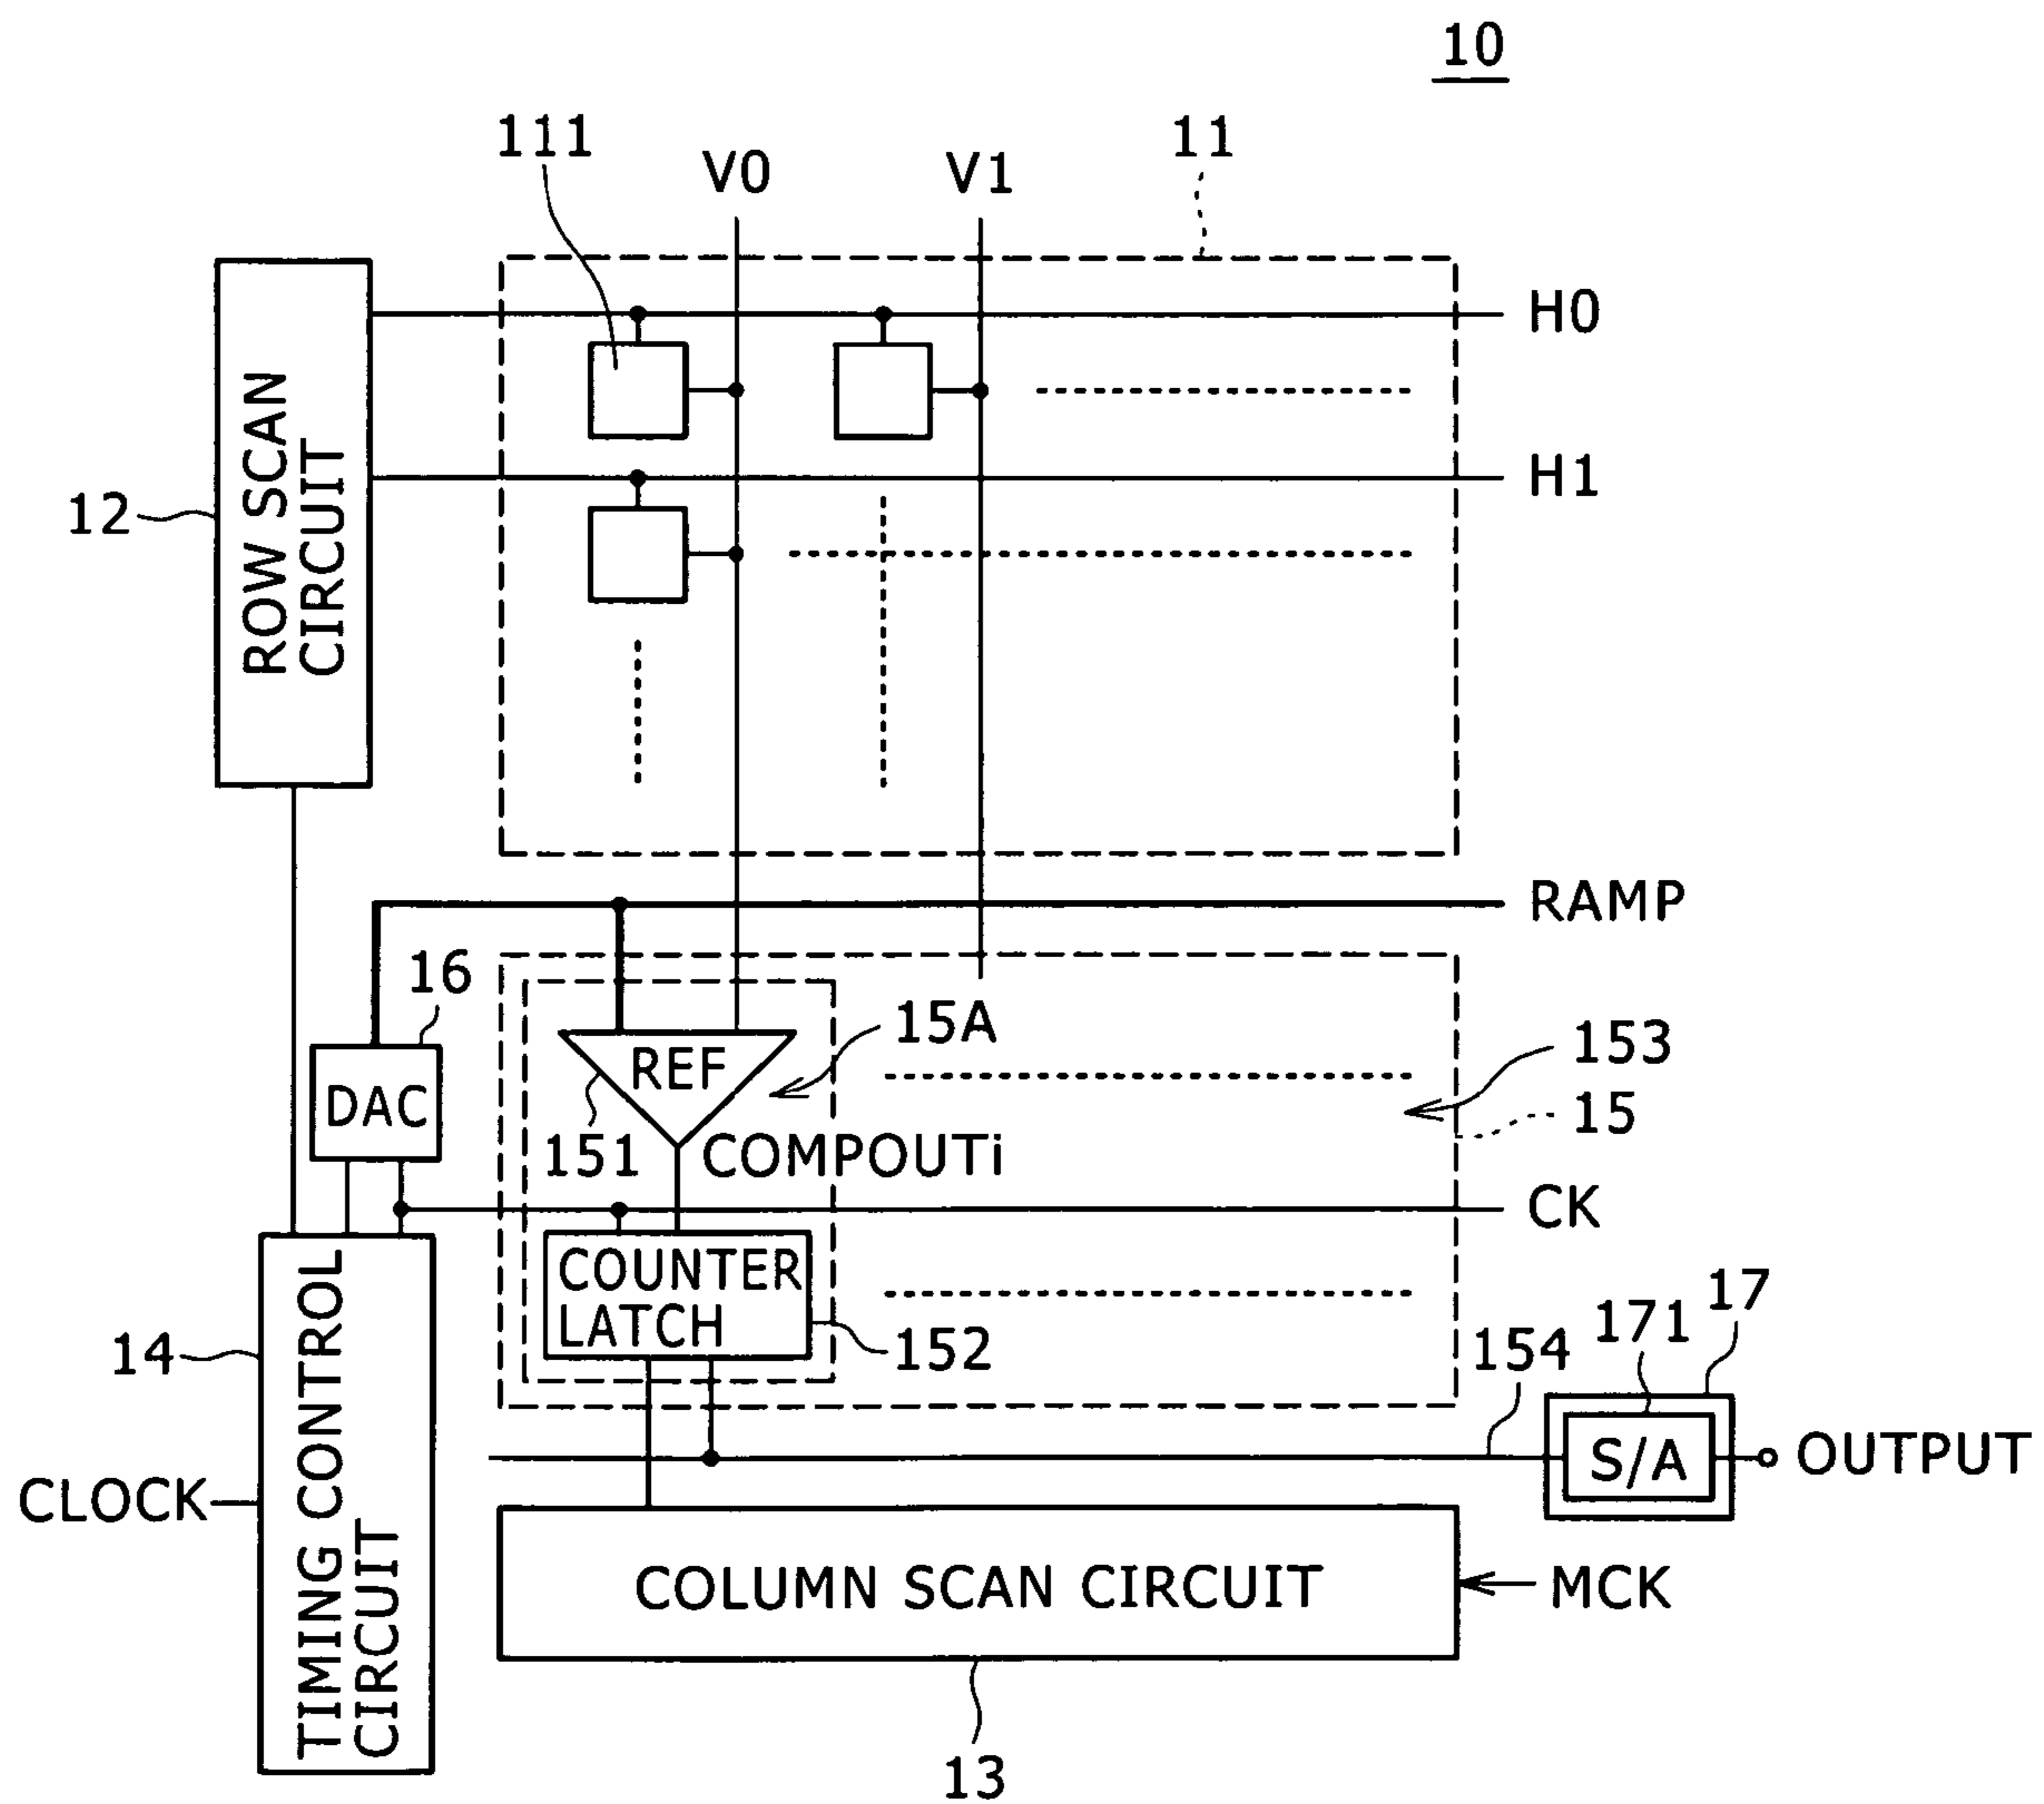 10
111
V0
V1
11
H0
H1
ROW SCAN
CIRCUIT
12
RAMP
16
DAC
REF
15A
153
15
151
COMPOUTi
CK
COUNTER
LATCH
152
154
171
17
S/A
OUTPUT
14
TIMING CONTROL
CIRCUIT
CLOCK
COLUMN SCAN CIRCUIT
MCK
13